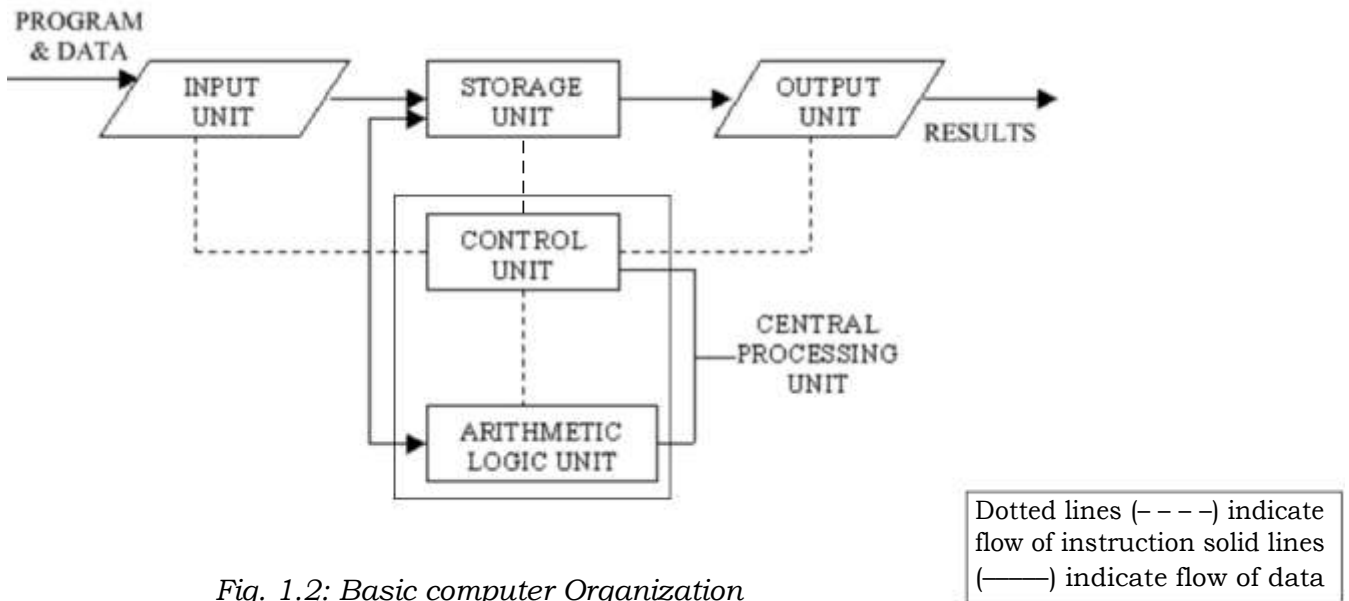 PROGRAM
& DATA
INPUT
UNIT
STORAGE
UNIT
OUTPUT
UNIT
RESULTS
CONTROL
UNIT
CENTRAL
PROCESSING
UNIT
ARITHMETIC
LOGIC UNIT
Dotted lines (– – – –) indicate
flow of instruction solid lines
(———) indicate flow of data
Fig. 1.2: Basic computer Organization